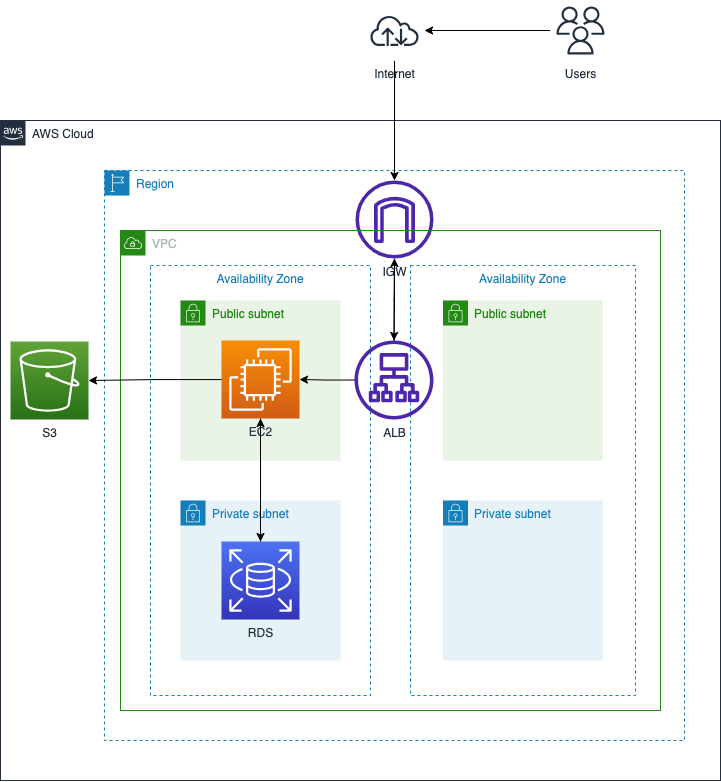 Internet
Users
aws
AWS Cloud
Region
VPC
IGW
Availability Zone
Availability Zone
Public subnet
Public subnet
S3
EC2
ALB
Private subnet
Private subnet
RDS